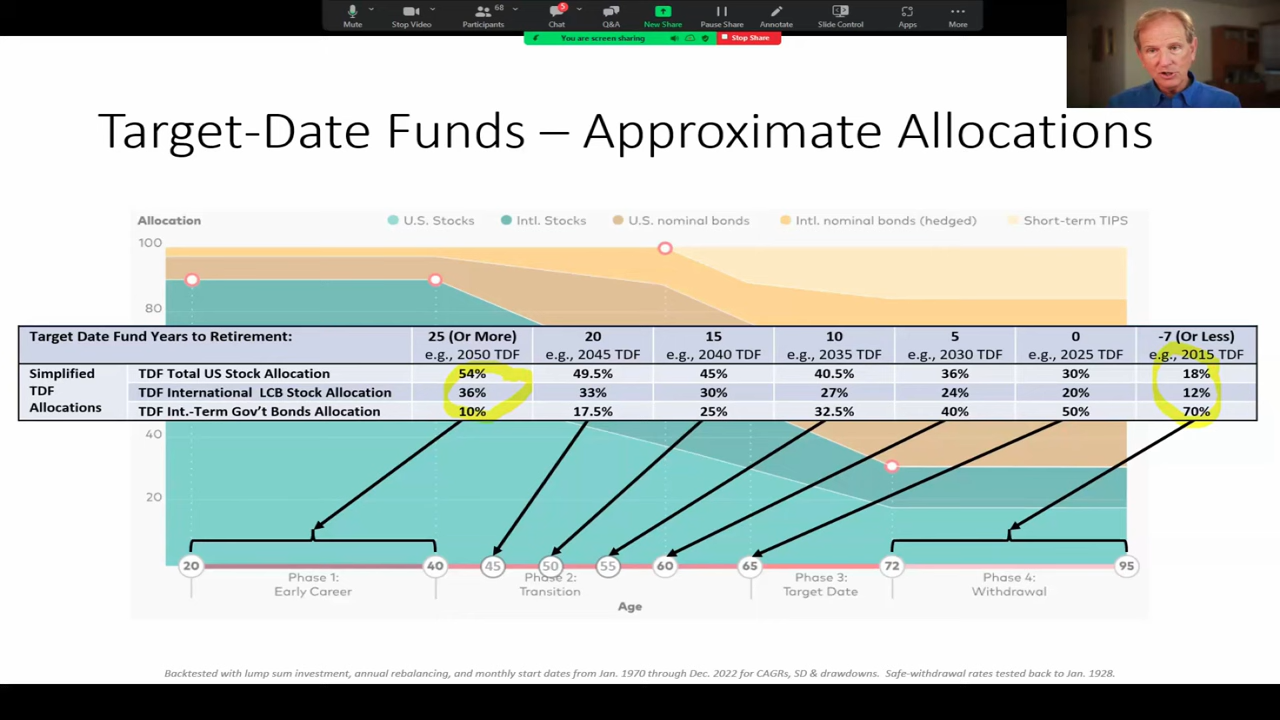 68
5
Mute
Stop Video
Participants
Chat
Q&A
New Share
Pause Share
Annotate
Slide Control
Apps
More
You are screen sharing
Stop Share
Target-Date Funds – Approximate Allocations
Allocation
U.S. Stocks
Intl. Stocks
U.S. nominal bonds
Intl. nominal bonds (hedged)
Short-term TIPS
100
80
Target Date Fund Years to Retirement: 25 (Or More) 20 15 10 5 0 -7 (Or Less)
e.g., 2050 TDF e.g., 2045 TDF e.g., 2040 TDF e.g., 2035 TDF e.g., 2030 TDF e.g., 2025 TDF e.g., 2015 TDF
Simplified TDF Total US Stock Allocation 54% 49.5% 45% 40.5% 36% 30% 18%
TDF TDF International LCB Stock Allocation 36% 33% 30% 27% 24% 20% 12%
Allocations TDF Int.-Term Gov't Bonds Allocation 10% 17.5% 25% 32.5% 40% 50% 70%
40
20
20 40 45 50 55 60 65 72 95
Phase 1: Phase 2: Phase 3: Phase 4:
Early Career Transition Target Date Withdrawal
Age
Backtested with lump sum investment, annual rebalancing, and monthly start dates from Jan. 1970 through Dec. 2022 for CAGRs, SD & drawdowns. Safe-withdrawal rates tested back to Jan. 1928.